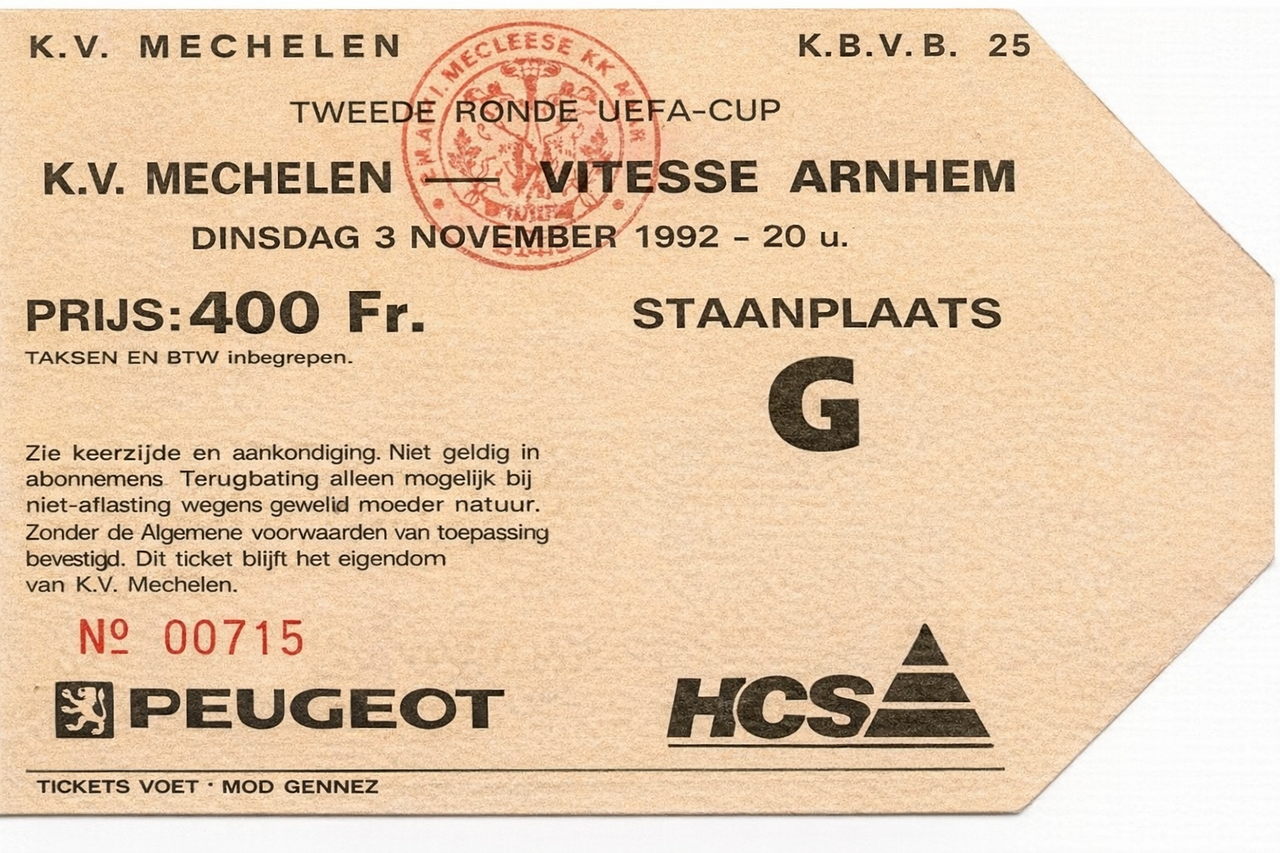 K.V. MECHELEN K.B.V.B. 25
TWEEDE RONDE UEFA-CUP
K.V. MECHELEN — VITESSE ARNHEM
DINSDAG 3 NOVEMBER 1992 - 20 u.
PRIJS: 400 Fr. STAANPLAATS
TAKSEN EN BTW inbegrepen.
G
Zie keerzijde en aankondiging. Niet geldig in
abonnemens Terugbating alleen mogelijk bij
niet-aflasting wegens gewelid moeder natuur.
Zonder de Algemene voorwaarden van toepassing
bevestigd. Dit ticket blijft het eigendom
van K.V. Mechelen.
Nº 00715
PEUGEOT HCS
TICKETS VOET · MOD GENNEZ
MECLEESE KK